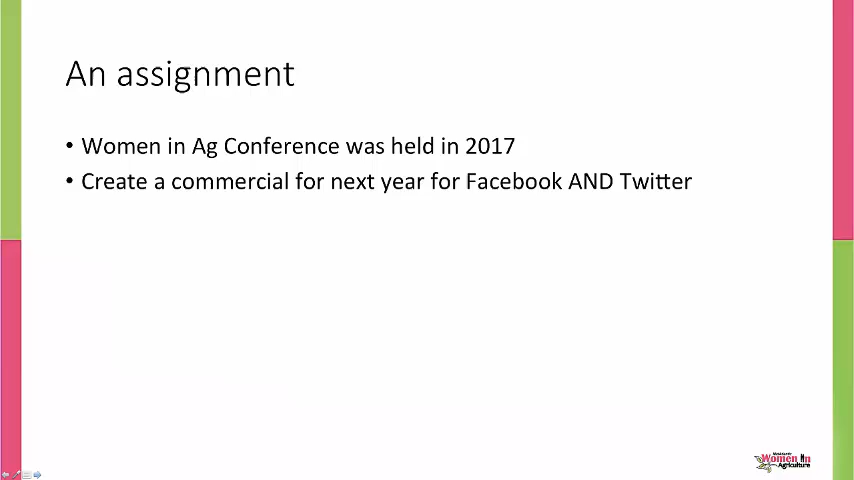 An assignment
• Women in Ag Conference was held in 2017
• Create a commercial for next year for Facebook AND Twitter
Women in
Agriculture